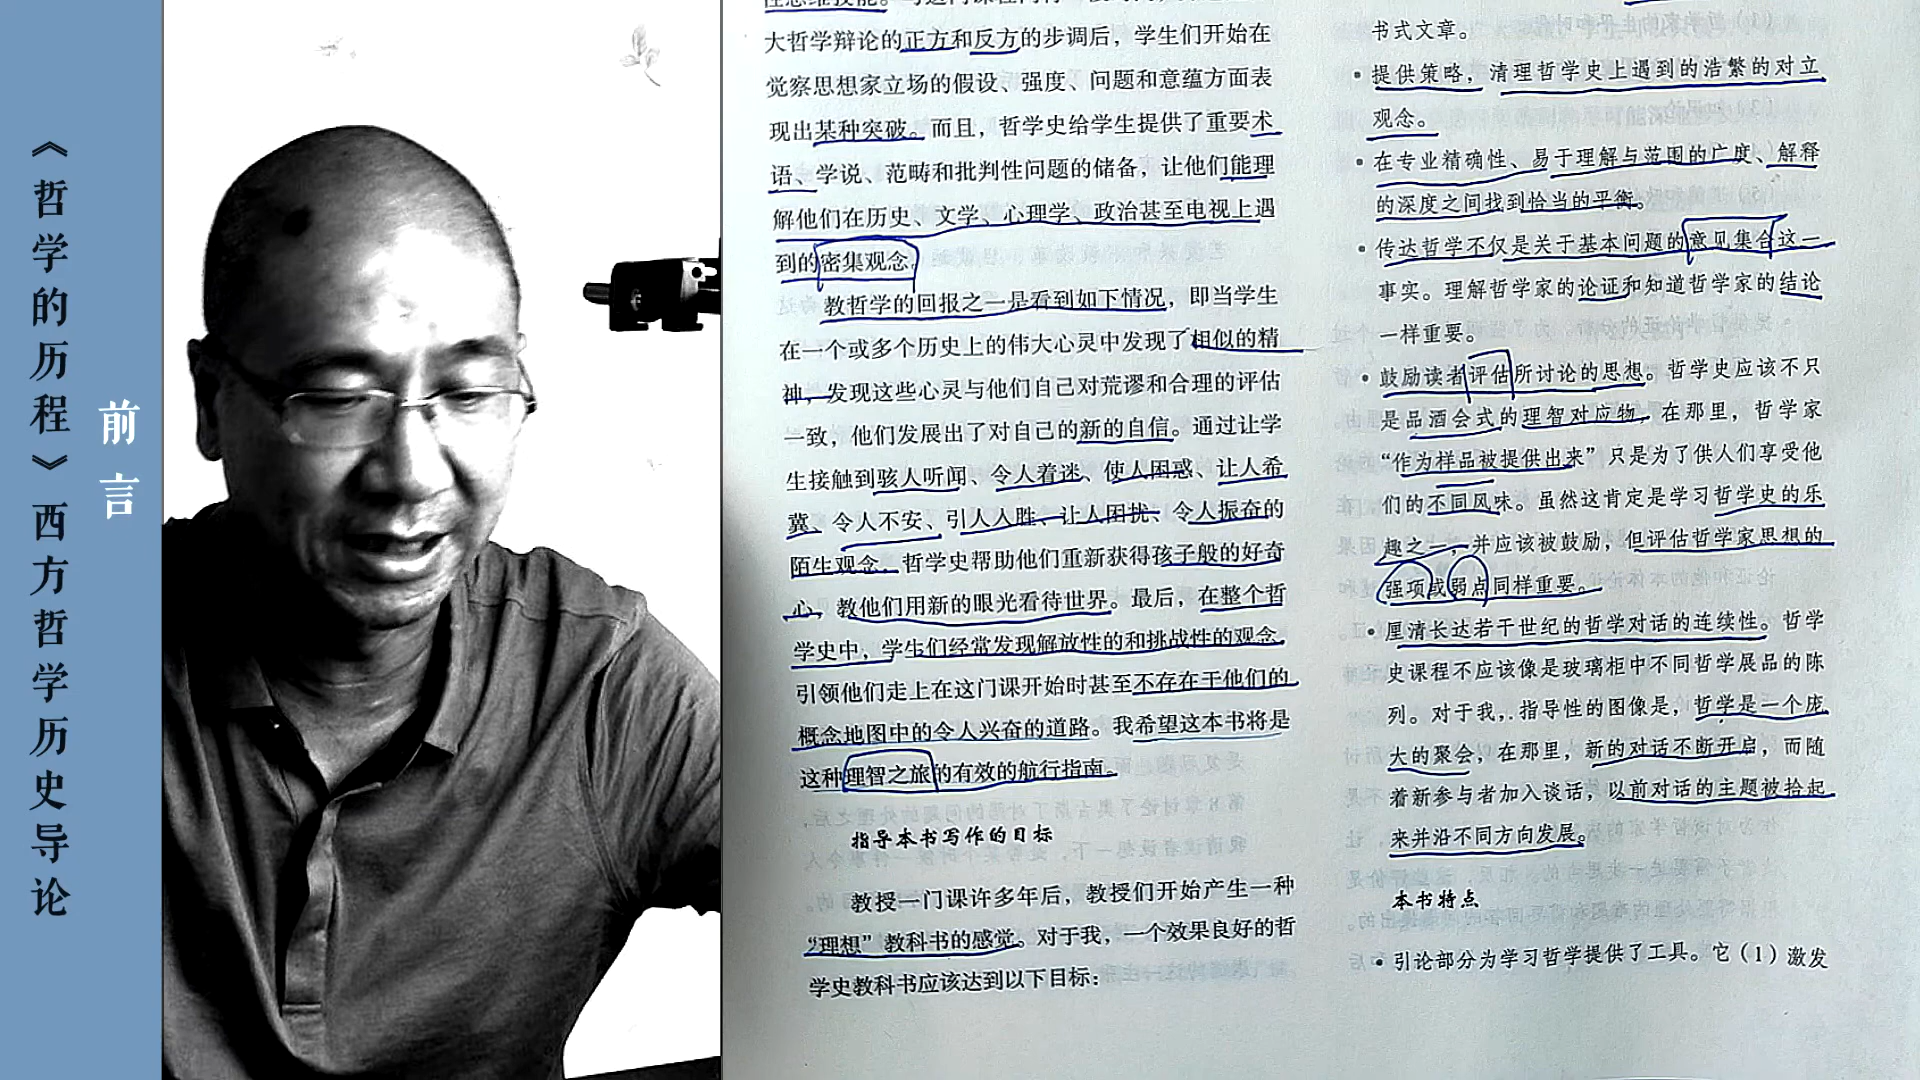 《哲学的历程》西方哲学历史导论
前言
性思维技能。
大哲学辩论的正方和反方的步调后，学生们开始在
觉察思想家立场的假设、强度、问题和意蕴方面表
现出某种突破。而且，哲学史给学生提供了重要术
语、学说、范畴和批判性问题的储备，让他们能理
解他们在历史、文学、心理学、政治甚至电视上遇
到的密集观念。
教哲学的回报之一是看到如下情况，即当学生
在一个或多个历史上的伟大心灵中发现了相似的精
神，发现这些心灵与他们自己对荒谬和合理的评估
一致，他们发展出了对自己的新的自信。通过让学
生接触到骇人听闻、令人着迷、使人困惑、让人希
冀、令人不安、引人入胜、让人困扰、令人振奋的
陌生观念，哲学史帮助他们重新获得孩子般的好奇
心，教他们用新的眼光看待世界。最后，在整个哲
学史中，学生们经常发现解放性的和挑战性的观念，
引领他们走上在这门课开始时甚至不存在于他们的
概念地图中的令人兴奋的道路。我希望这本书将是
这种理智之旅的有效的航行指南。
指导本书写作的目标
教授一门课许多年后，教授们开始产生一种
“理想”教科书的感觉。对于我，一个效果良好的哲
学史教科书应该达到以下目标：
书式文章。
• 提供策略，清理哲学史上遇到的浩繁的对立
观念。
• 在专业精确性、易于理解与范围的广度、解释
的深度之间找到恰当的平衡。
• 传达哲学不仅是关于基本问题的意见集合这一
事实。理解哲学家的论证和知道哲学家的结论
一样重要。
• 鼓励读者评估所讨论的思想。哲学史应该不只
是品酒会式的理智对应物，在那里，哲学家
“作为样品被提供出来”只是为了供人们享受他
们的不同风味。虽然这肯定是学习哲学史的乐
趣之一，并应该被鼓励，但评估哲学家思想的
强项或弱点同样重要。
• 厘清长达若干世纪的哲学对话的连续性。哲学
史课程不应该像是玻璃柜中不同哲学展品的陈
列。对于我，指导性的图像是，哲学是一个庞
大的聚会，在那里，新的对话不断开启，而随
着新参与者加入谈话，以前对话的主题被拾起
来并沿不同方向发展。
本书特点
• 引论部分为学习哲学提供了工具。它（1）激发